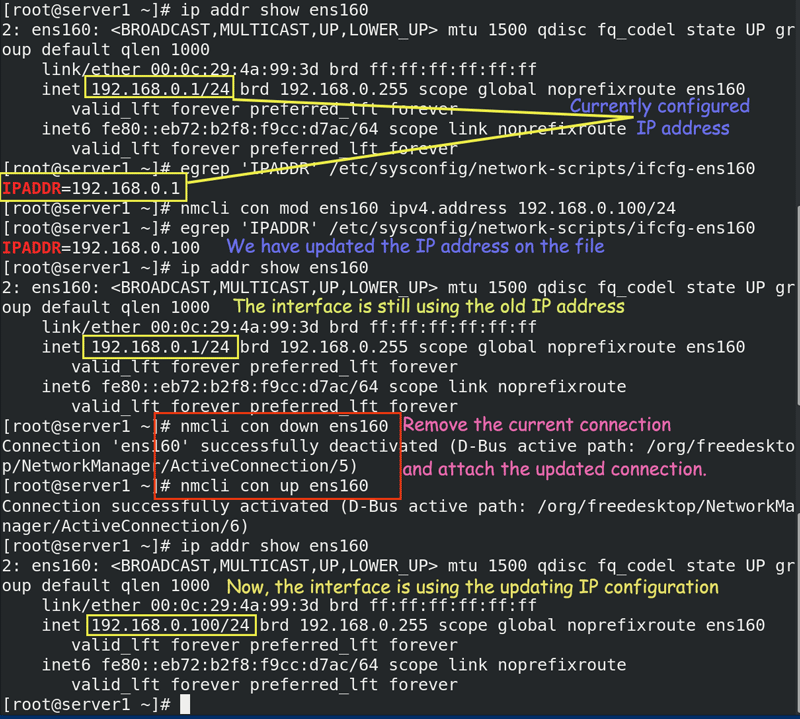 [root@server1 ~]# ip addr show ens160
2: ens160: <BROADCAST,MULTICAST,UP,LOWER_UP> mtu 1500 qdisc fq_codel state UP gr
oup default qlen 1000
link/ether 00:0c:29:4a:99:3d brd ff:ff:ff:ff:ff:ff
inet 192.168.0.1/24 brd 192.168.0.255 scope global noprefixroute ens160
valid_lft forever preferred_lft forever
Currently configured
inet6 fe80::eb72:b2f8:f9cc:d7ac/64 scope link noprefixroute
IP address
valid_lft forever preferred_lft forever
[root@server1 ~]# egrep 'IPADDR' /etc/sysconfig/network-scripts/ifcfg-ens160
IPADDR=192.168.0.1
[root@server1 ~]# nmcli con mod ens160 ipv4.address 192.168.0.100/24
[root@server1 ~]# egrep 'IPADDR' /etc/sysconfig/network-scripts/ifcfg-ens160
IPADDR=192.168.0.100 We have updated the IP address on the file
[root@server1 ~]# ip addr show ens160
2: ens160: <BROADCAST,MULTICAST,UP,LOWER_UP> mtu 1500 qdisc fq_codel state UP gr
oup default qlen 1000 The interface is still using the old IP address
link/ether 00:0c:29:4a:99:3d brd ff:ff:ff:ff:ff:ff
inet 192.168.0.1/24 brd 192.168.0.255 scope global noprefixroute ens160
valid_lft forever preferred_lft forever
inet6 fe80::eb72:b2f8:f9cc:d7ac/64 scope link noprefixroute
valid_lft forever preferred_lft forever
[root@server1 ~]# nmcli con down ens160 Remove the current connection
Connection 'ens160' successfully deactivated (D-Bus active path: /org/freedeskto
p/NetworkManager/ActiveConnection/5) and attach the updated connection.
[root@server1 ~]# nmcli con up ens160
Connection successfully activated (D-Bus active path: /org/freedesktop/NetworkMa
nager/ActiveConnection/6)
[root@server1 ~]# ip addr show ens160
2: ens160: <BROADCAST,MULTICAST,UP,LOWER_UP> mtu 1500 qdisc fq_codel state UP gr
oup default qlen 1000 Now, the interface is using the updating IP configuration
link/ether 00:0c:29:4a:99:3d brd ff:ff:ff:ff:ff:ff
inet 192.168.0.100/24 brd 192.168.0.255 scope global noprefixroute ens160
valid_lft forever preferred_lft forever
inet6 fe80::eb72:b2f8:f9cc:d7ac/64 scope link noprefixroute
valid_lft forever preferred_lft forever
[root@server1 ~]#